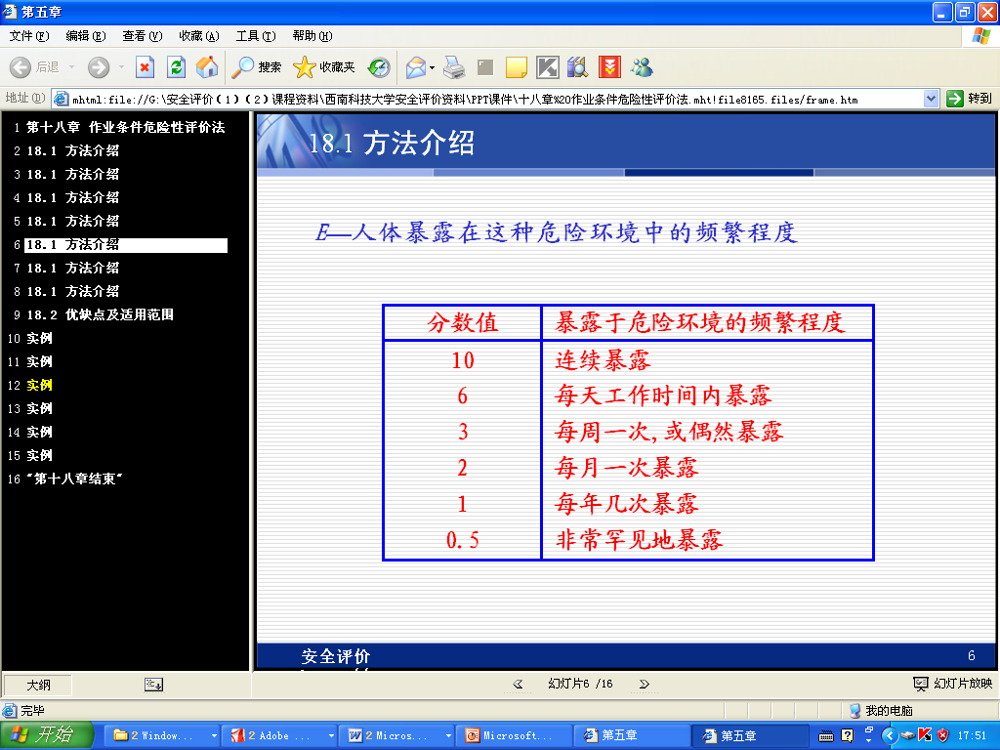 第五章
文件(F) 编辑(E) 查看(V) 收藏(A) 工具(T) 帮助(H)
后退 搜索 收藏夹
地址(D) mhtml:file://G:\安全评价(1)(2)课程资料\西南科技大学安全评价资料\PPT课件\十八章%20作业条件危险性评价法.mht!file8165.files/frame.htm 转到
1 第十八章 作业条件危险性评价法
2 18.1 方法介绍
3 18.1 方法介绍
4 18.1 方法介绍
5 18.1 方法介绍
6 18.1 方法介绍
7 18.1 方法介绍
8 18.1 方法介绍
9 18.2 优缺点及适用范围
10 实例
11 实例
12 实例
13 实例
14 实例
15 实例
16 "第十八章结束"
18.1 方法介绍
E—人体暴露在这种危险环境中的频繁程度
分数值 暴露于危险环境的频繁程度
10 连续暴露
6 每天工作时间内暴露
3 每周一次,或偶然暴露
2 每月一次暴露
1 每年几次暴露
0.5 非常罕见地暴露
安全评价 6
大纲 幻灯片6 /16 幻灯片放映
完毕 我的电脑
开始 2 Window... 2 Adobe ... 2 Micros... Microsoft... 第五章 第五章 17:51